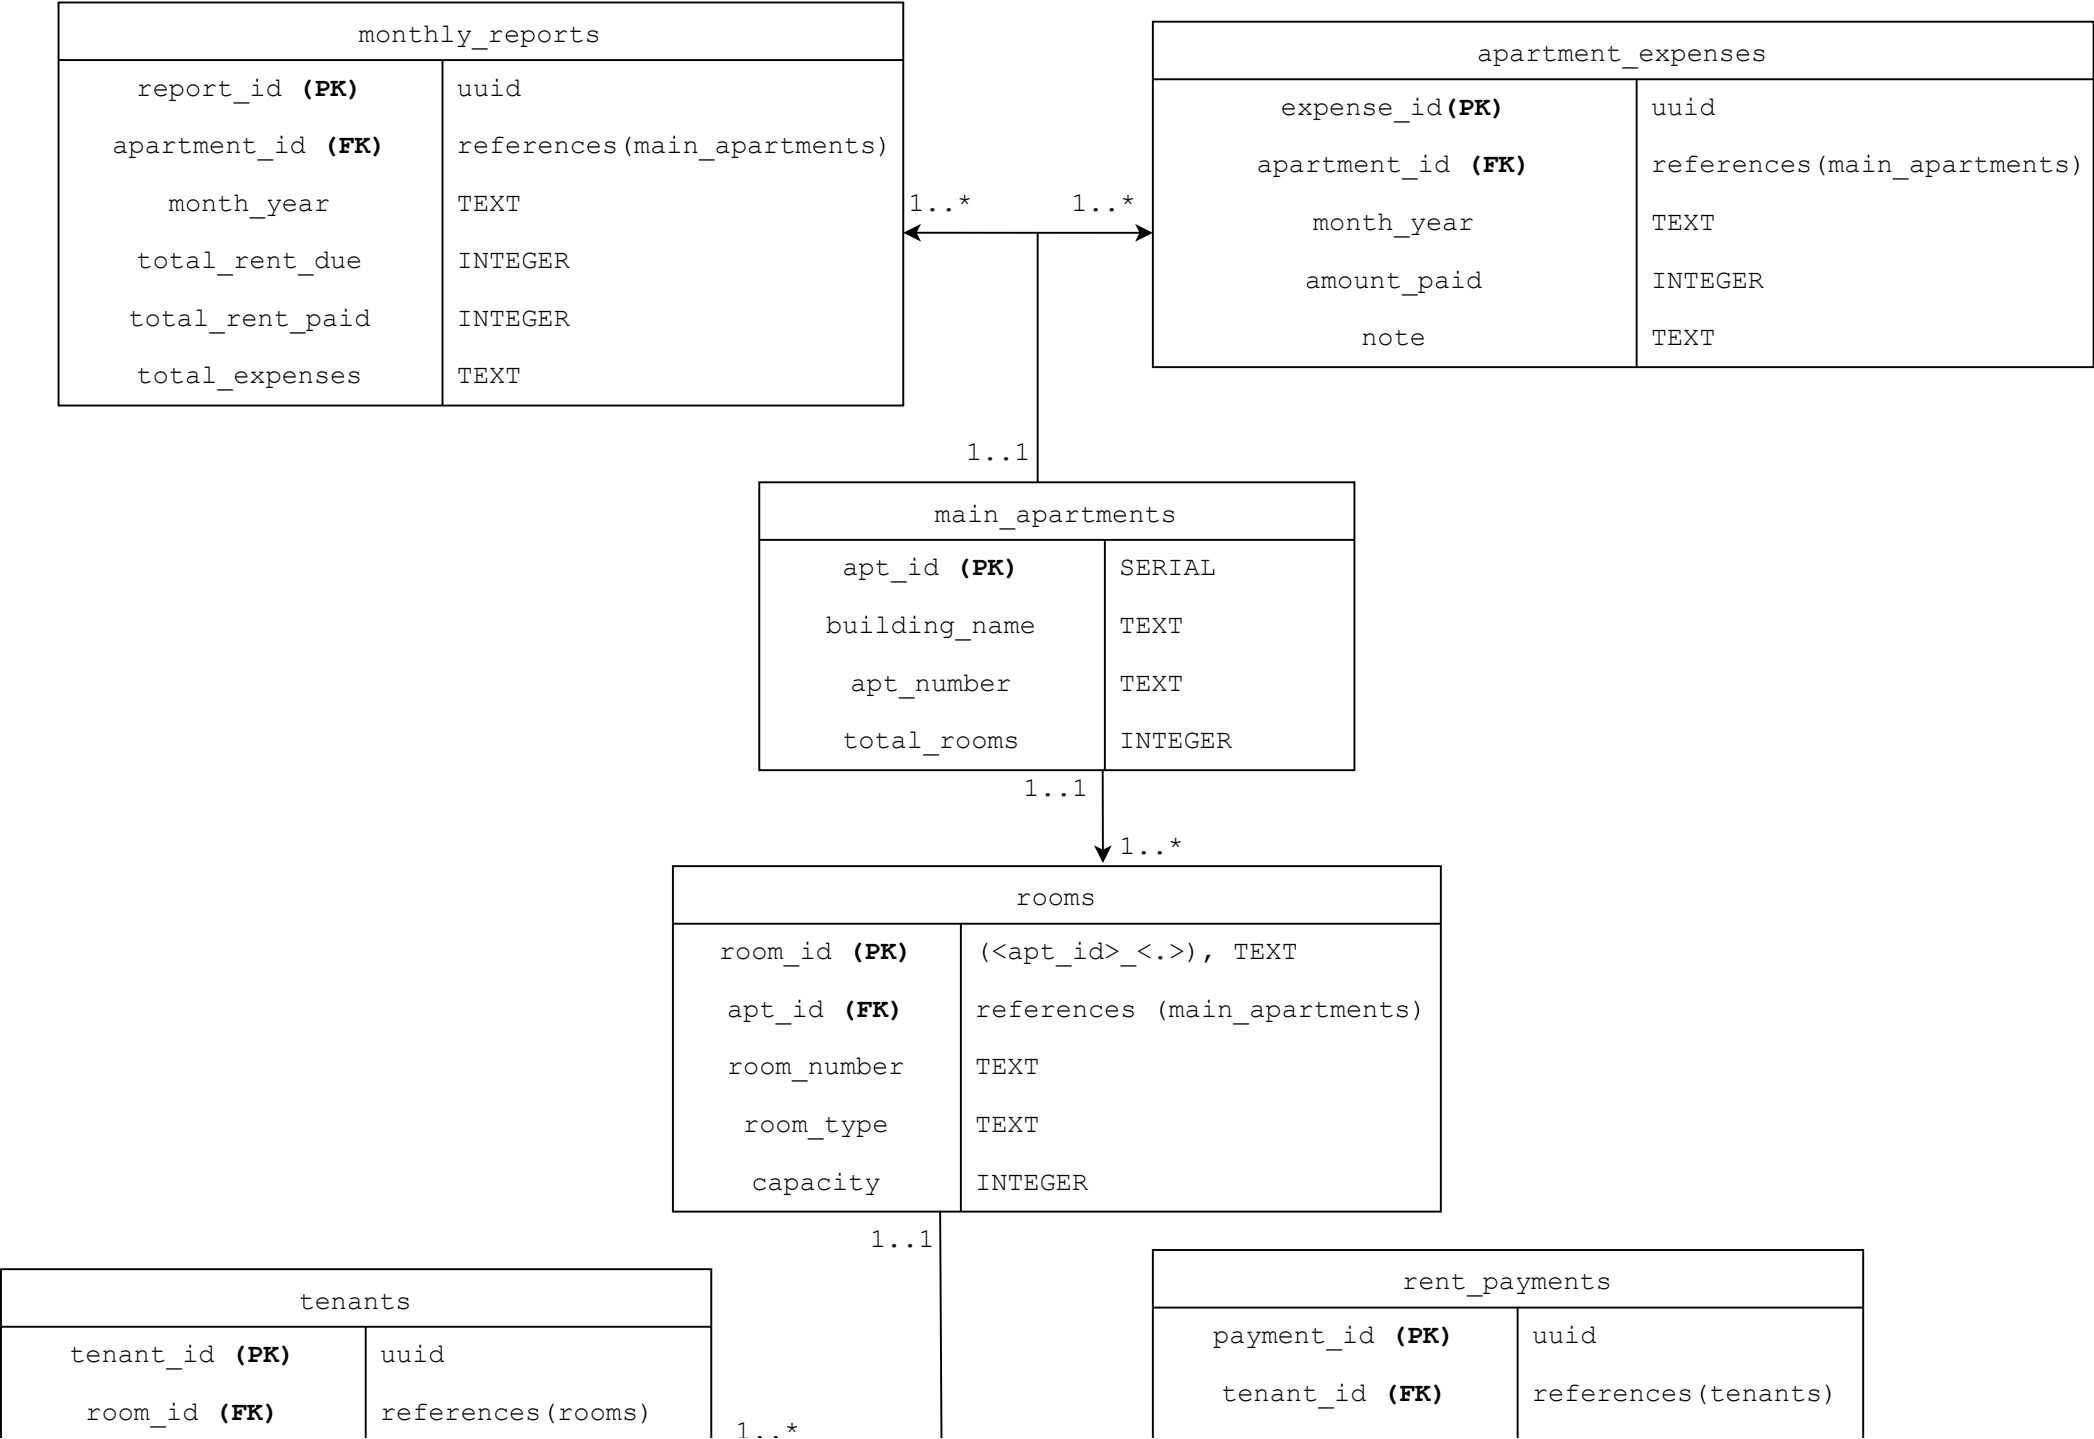 monthly_reports
report_id (PK) uuid
apartment_id (FK) references(main_apartments)
month_year TEXT
total_rent_due INTEGER
total_rent_paid INTEGER
total_expenses TEXT
apartment_expenses
expense_id(PK) uuid
apartment_id (FK) references(main_apartments)
month_year TEXT
amount_paid INTEGER
note TEXT
1..* 1..*
1..1
main_apartments
apt_id (PK) SERIAL
building_name TEXT
apt_number TEXT
total_rooms INTEGER
1..1
1..*
rooms
room_id (PK) (<apt_id>_<.>), TEXT
apt_id (FK) references (main_apartments)
room_number TEXT
room_type TEXT
capacity INTEGER
1..1
tenants
tenant_id (PK) uuid
room_id (FK) references(rooms)
1..*
rent_payments
payment_id (PK) uuid
tenant_id (FK) references(tenants)